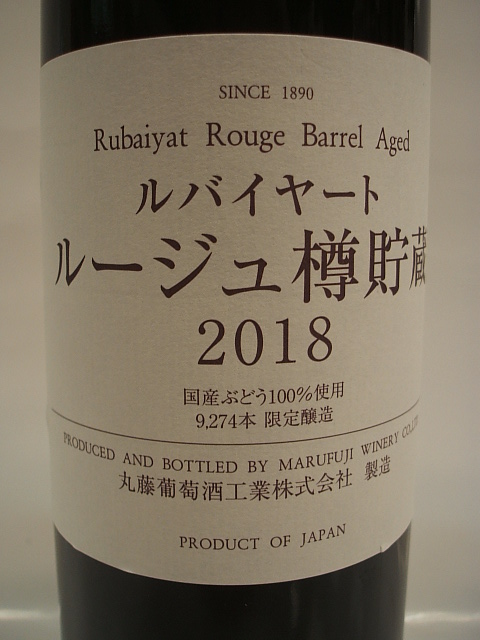 SINCE 1890
Rubaiyat Rouge Barrel Aged
ルバイヤート
ルージュ樽貯蔵
2018
国産ぶどう100%使用
9,274本 限定醸造
PRODUCED AND BOTTLED BY MARUFUJI WINERY CO.,LTD
丸藤葡萄酒工業株式会社 製造
PRODUCT OF JAPAN